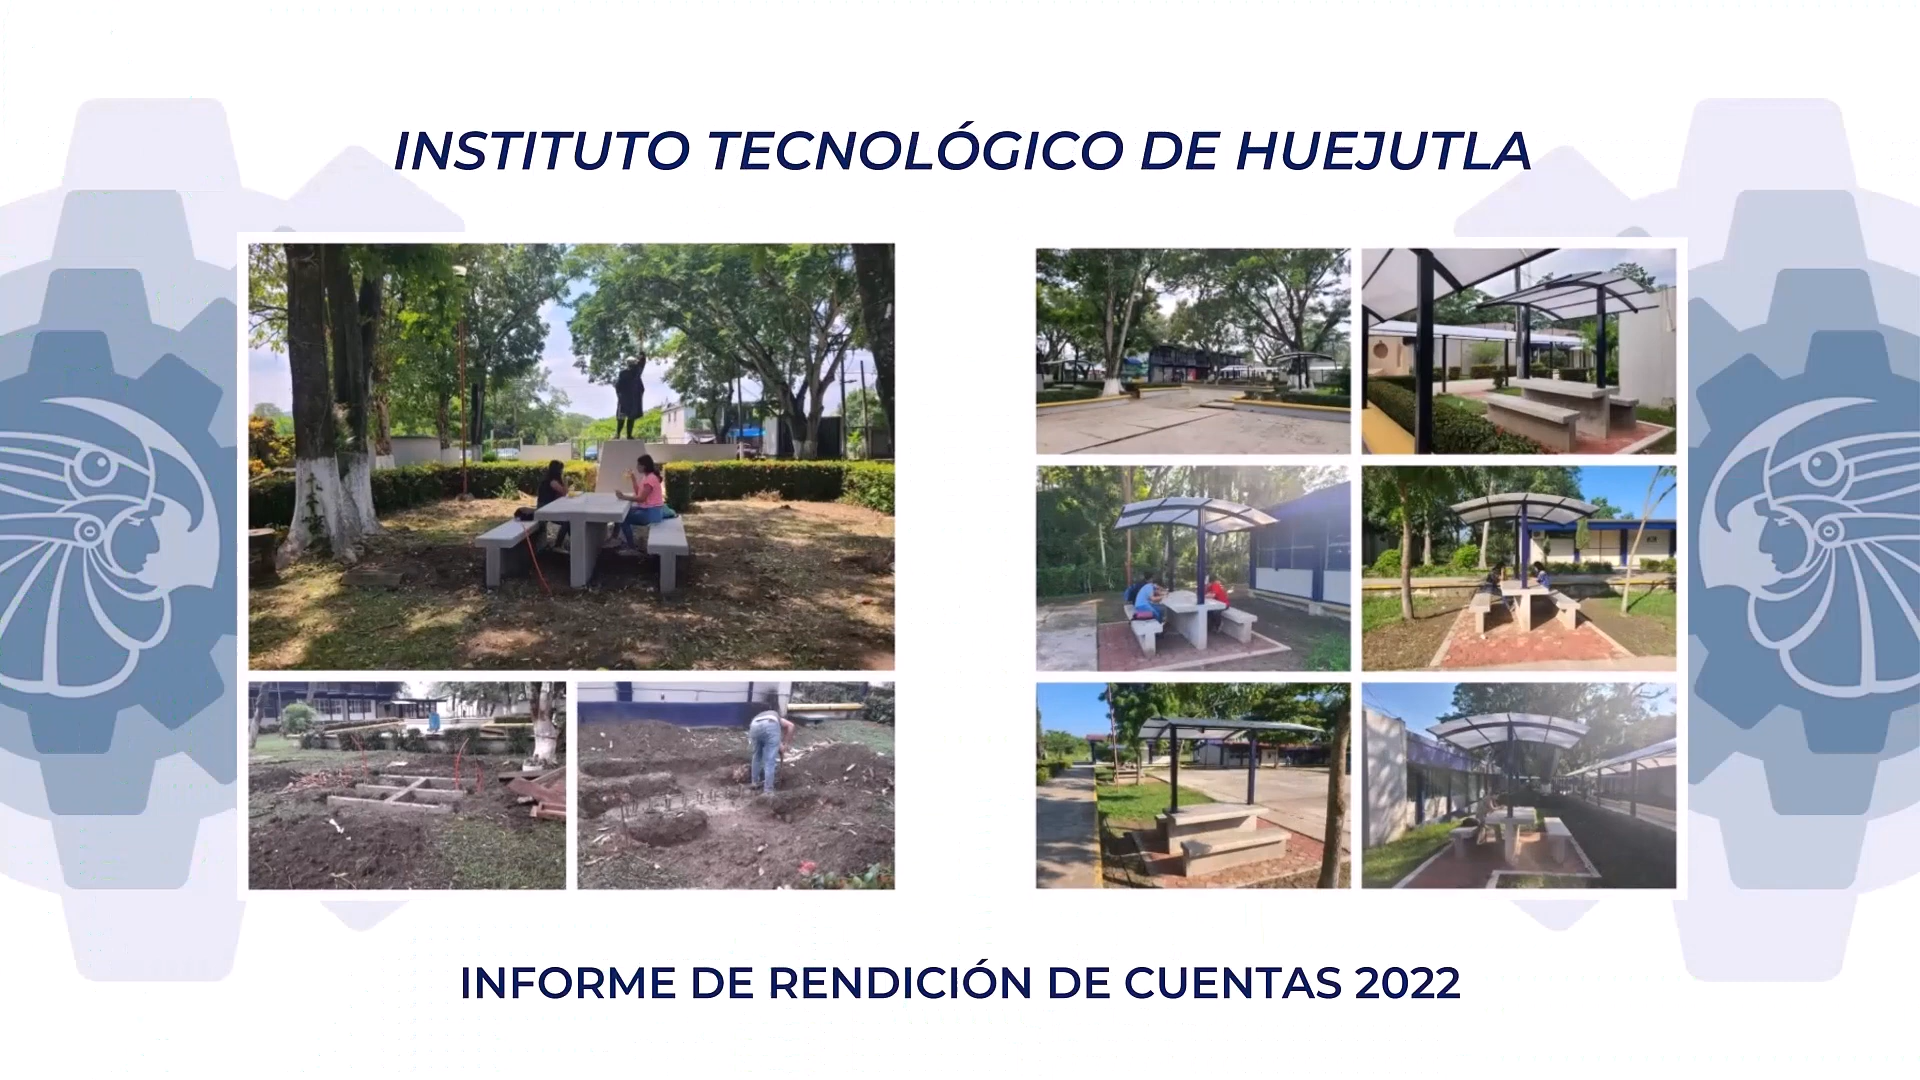 INSTITUTO TECNOLÓGICO DE HUEJUTLA
INFORME DE RENDICIÓN DE CUENTAS 2022